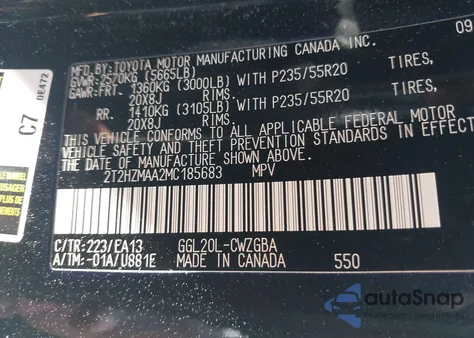 09
MFD.BY:TOYOTA MOTOR MANUFACTURING CANADA INC.
GVWR:2570KG (5665LB)
GAWR:FRT. 1360KG (3000LB) WITH P235/55R20 TIRES,
20X8J RIMS.
RR. 1410KG (3105LB) WITH P235/55R20 TIRES,
20X8J RIMS.
THIS VEHICLE CONFORMS TO ALL APPLICABLE FEDERAL MOTOR
VEHICLE SAFETY AND THEFT PREVENTION STANDARDS IN EFFECT
DATE OF MANUFACTURE SHOWN ABOVE.
2T2HZMAA2MC185683 MPV
C/TR:223/EA13 GGL20L-CWZGBA
A/TM:-01A/U881E MADE IN CANADA 550
C7
0E472
USAGER
autoSnap